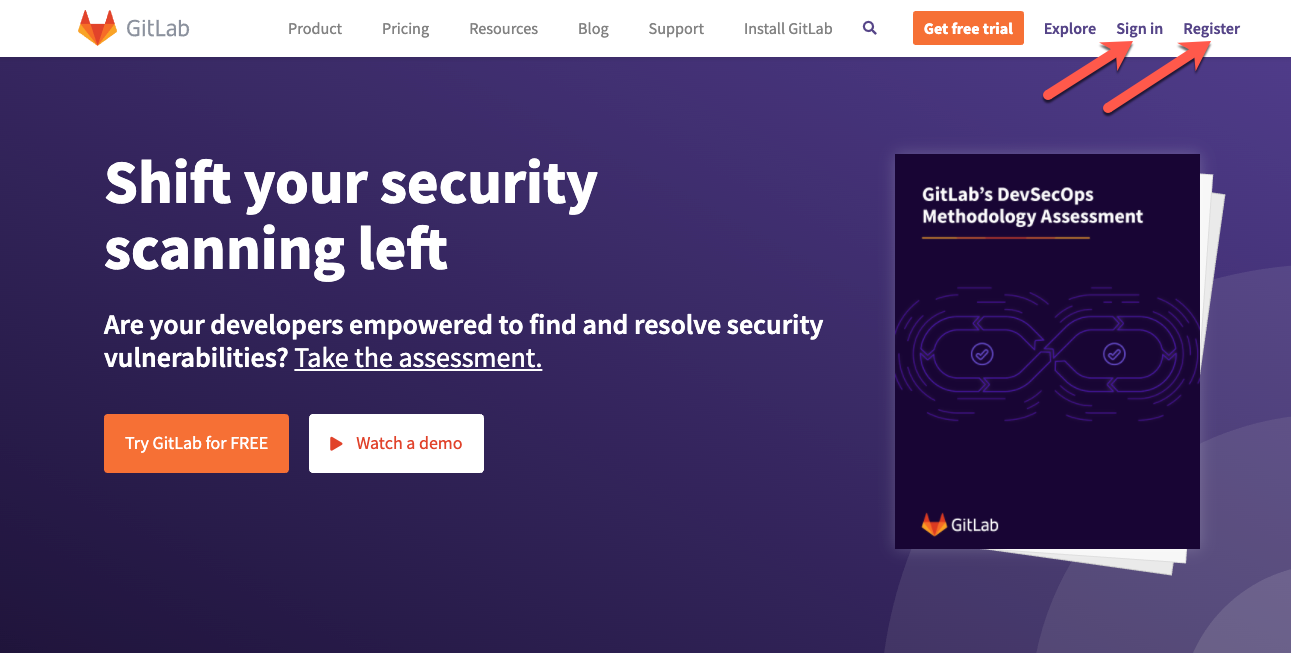 GitLab Product Pricing Resources Blog Support Install GitLab Get free trial Explore Sign in Register
Shift your security
scanning left
Are your developers empowered to find and resolve security
vulnerabilities? Take the assessment.
Try GitLab for FREE Watch a demo
GitLab's DevSecOps
Methodology Assessment
GitLab